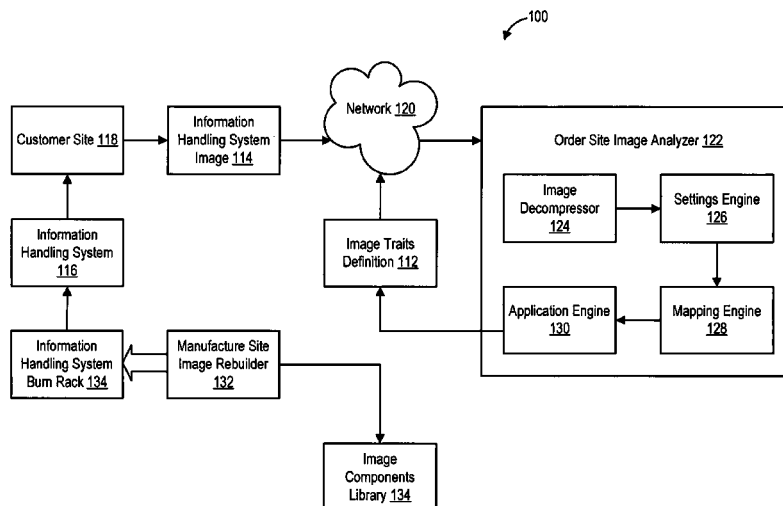 100
Customer Site 118
Information
Handling System
Image 114
Network 120
Order Site Image Analyzer 122
Image
Decompressor
124
Settings Engine
126
Information
Handling System
116
Image Traits
Definition 112
Application Engine
130
Mapping Engine
128
Information
Handling System
Burn Rack 134
Manufacture Site
Image Rebuilder
132
Image
Components
Library 134